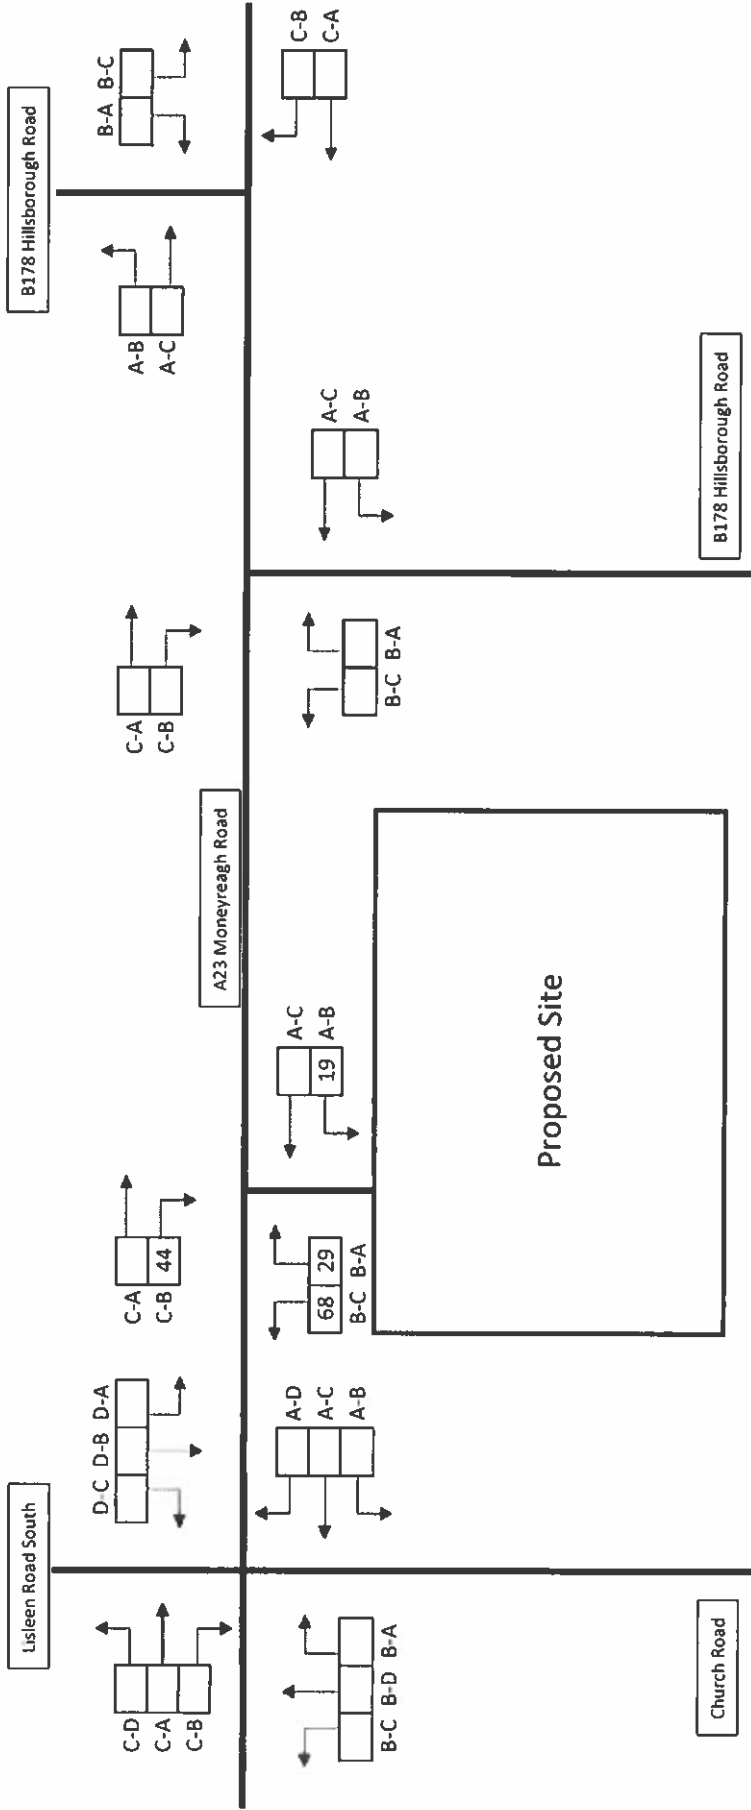 Lisleen Road South
C-D
C-A
C-B
D-C D-B D-A
A-D
A-C
A-B
B-C B-D B-A
Church Road
C-A
C-B 44
68 29
B-C B-A
A-C
19 A-B
Proposed Site
A23 Moneyreagh Road
C-A
C-B
B-C B-A
A-C
A-B
B178 Hillsborough Road
B178 Hillsborough Road
A-B
A-C
B-A B-C
C-B
C-A